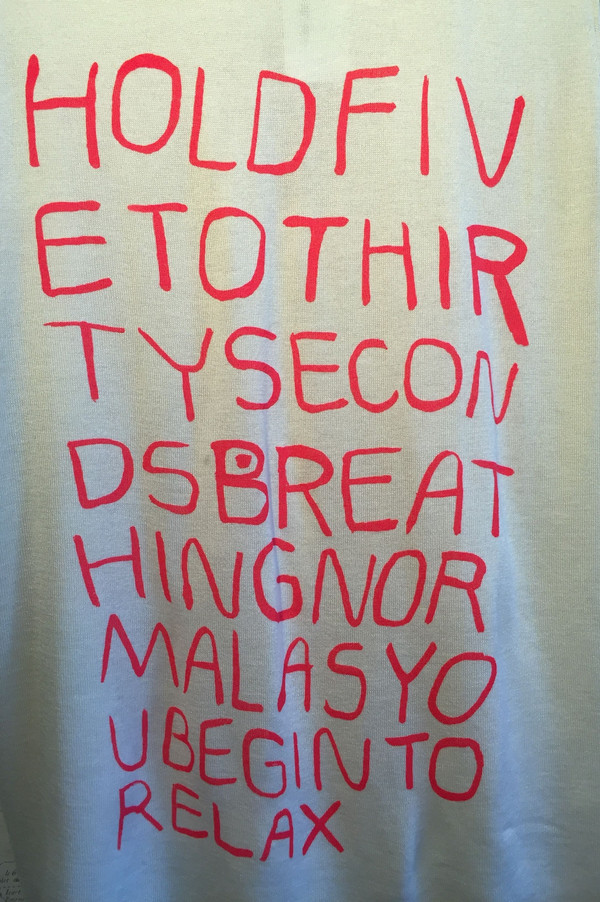 HOLDFIV
ETOTHIR
TYSECON
DSBREAT
HINGNOR
MALASYO
UBEGINTO
RELAX